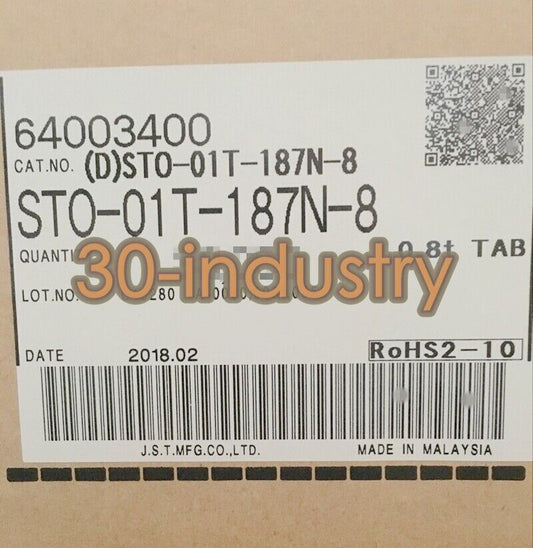 64003400
CAT.NO. (D)STO-01T-187N-8
STO-01T-187N-8
0.8t TAB
30-industry
LOT.NO.
DATE 2018.02 RoHS2-10
J.S.T.MFG.CO.,LTD. MADE IN MALAYSIA